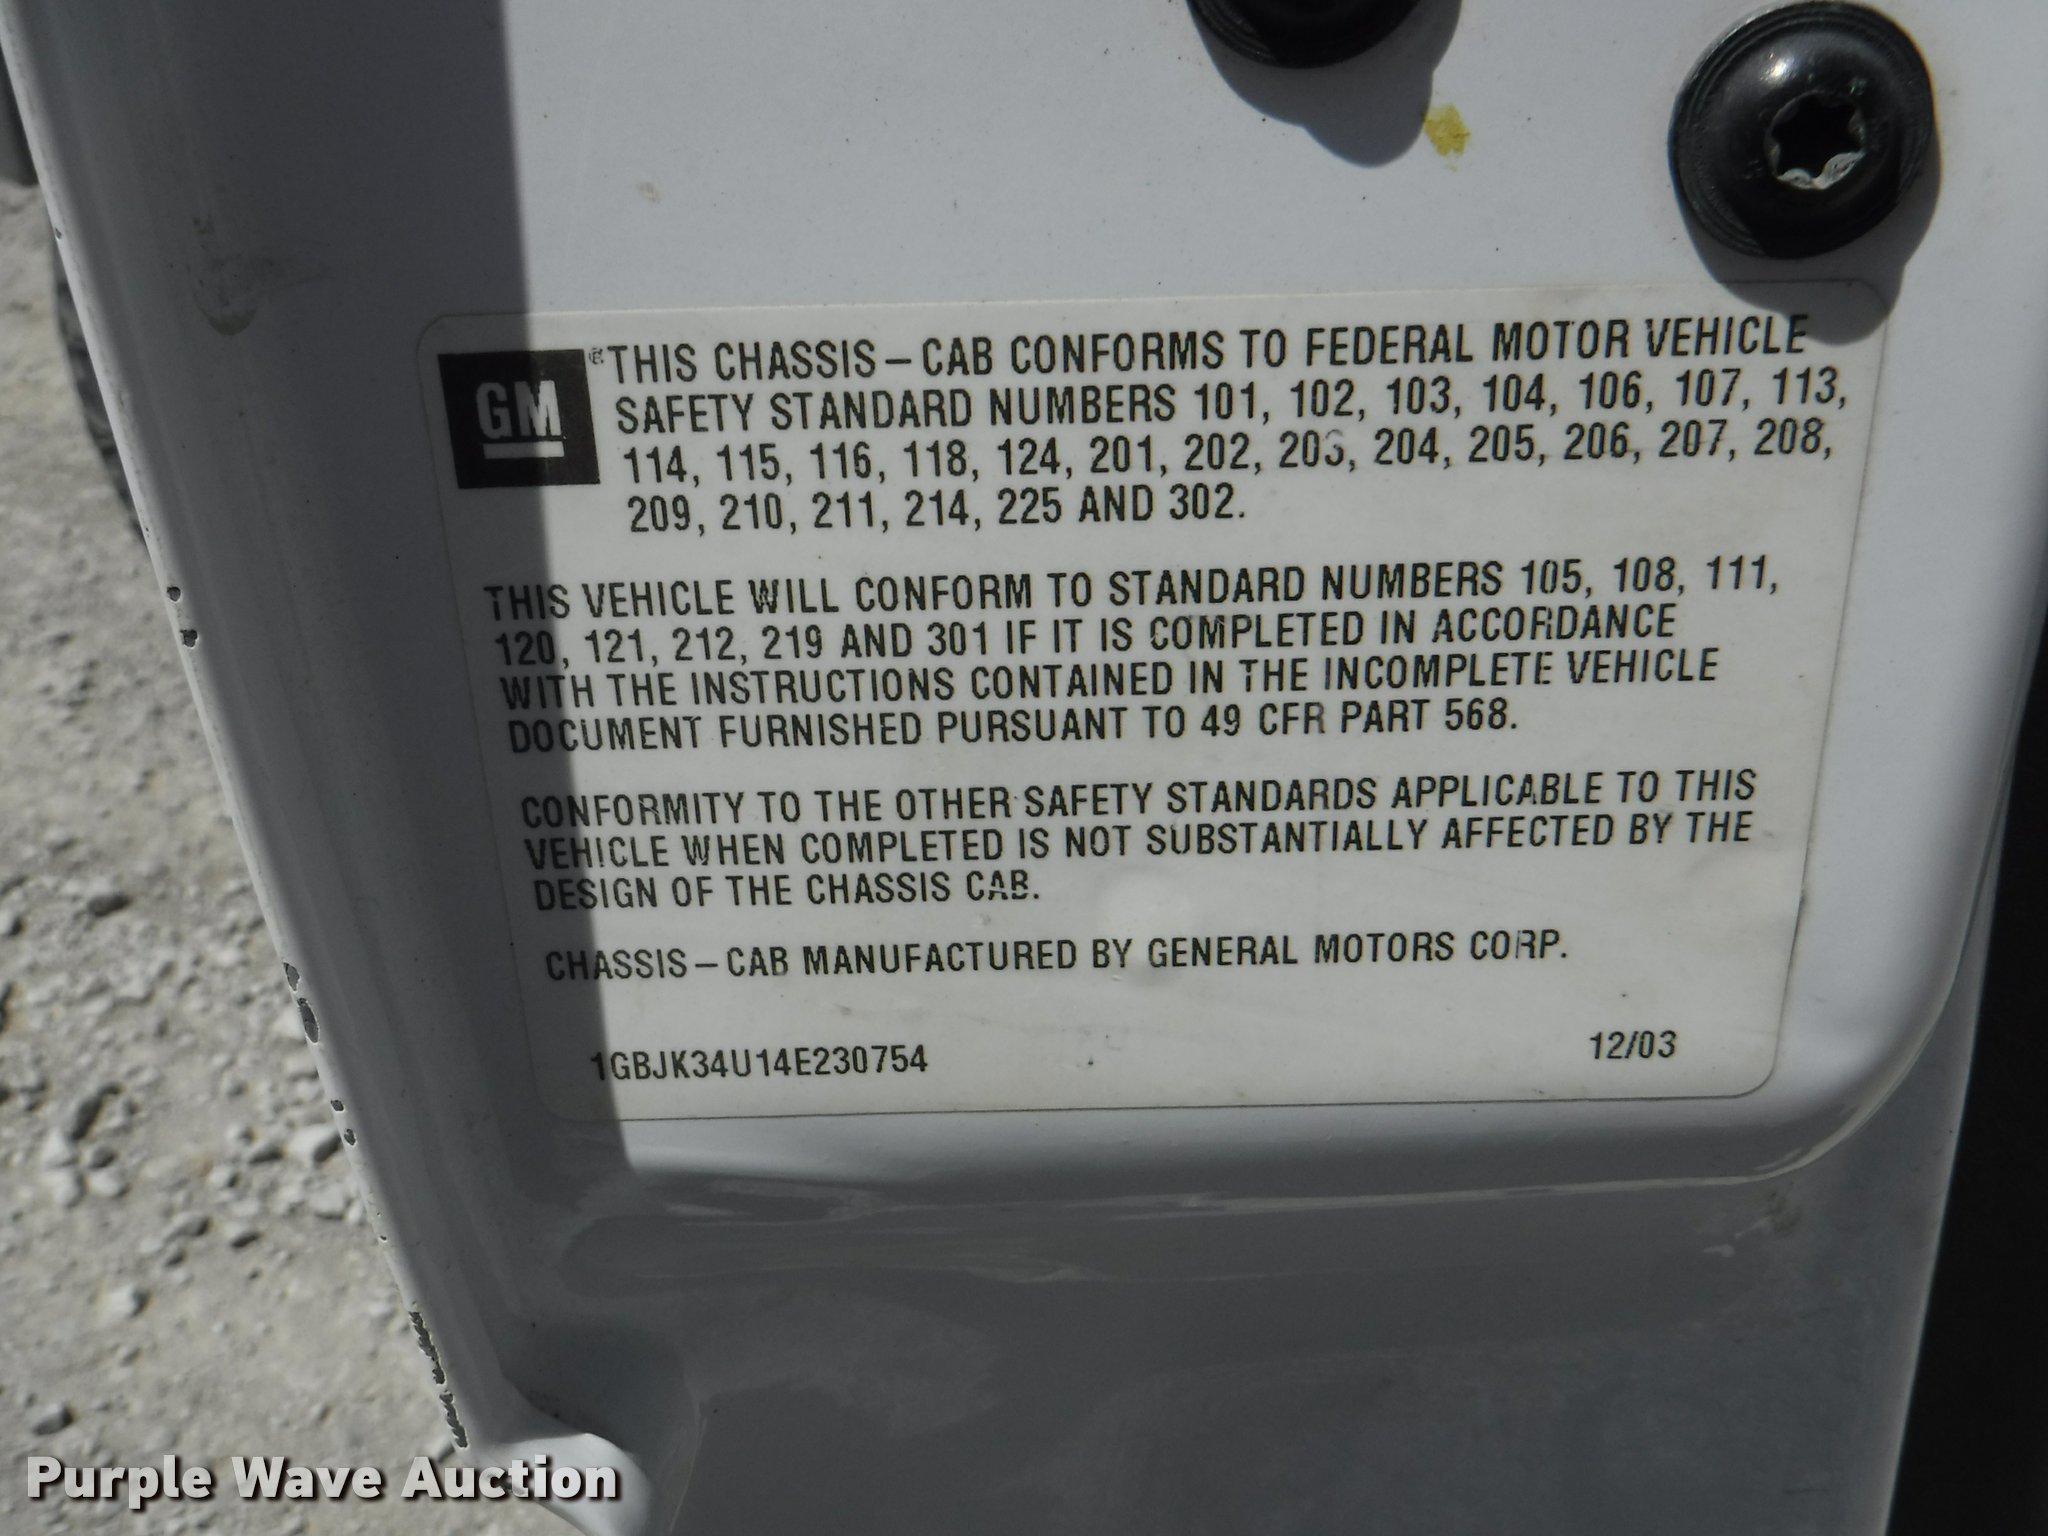 GM ® THIS CHASSIS – CAB CONFORMS TO FEDERAL MOTOR VEHICLE
SAFETY STANDARD NUMBERS 101, 102, 103, 104, 106, 107, 113,
114, 115, 116, 118, 124, 201, 202, 203, 204, 205, 206, 207, 208,
209, 210, 211, 214, 225 AND 302.
THIS VEHICLE WILL CONFORM TO STANDARD NUMBERS 105, 108, 111,
120, 121, 212, 219 AND 301 IF IT IS COMPLETED IN ACCORDANCE
WITH THE INSTRUCTIONS CONTAINED IN THE INCOMPLETE VEHICLE
DOCUMENT FURNISHED PURSUANT TO 49 CFR PART 568.
CONFORMITY TO THE OTHER SAFETY STANDARDS APPLICABLE TO THIS
VEHICLE WHEN COMPLETED IS NOT SUBSTANTIALLY AFFECTED BY THE
DESIGN OF THE CHASSIS CAB.
CHASSIS – CAB MANUFACTURED BY GENERAL MOTORS CORP.
1GBJK34U14E230754 12/03
Purple Wave Auction